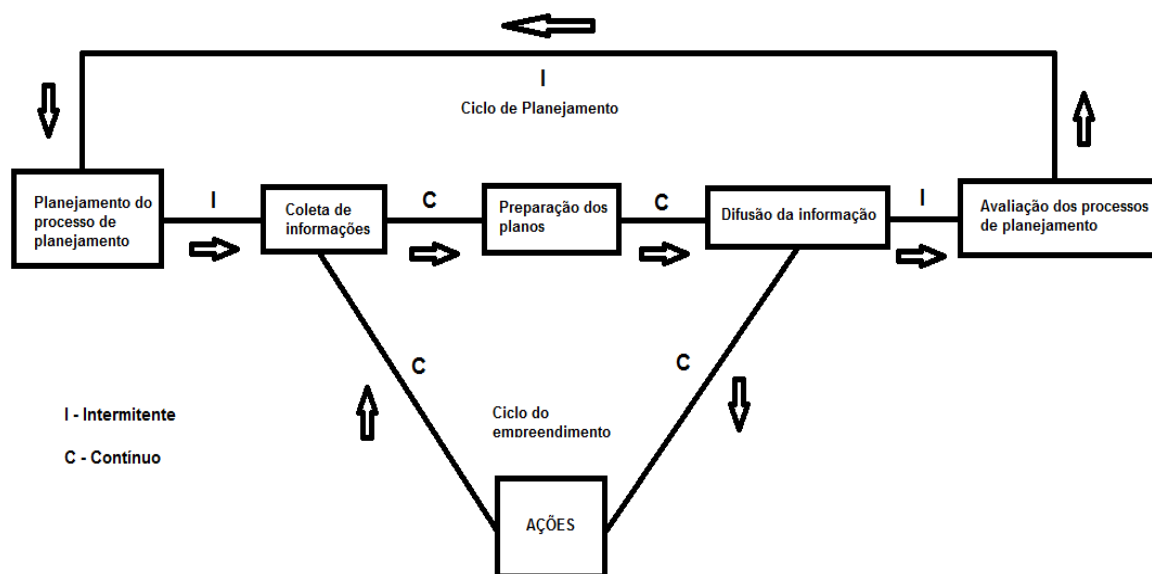 I
Ciclo de Planejamento
Planejamento do
processo de
planejamento
I
Coleta de
informações
C
Preparação dos
planos
C
Difusão da informação
I
Avaliação dos processos
de planejamento
C
C
I - Intermitente
C - Contínuo
Ciclo do
empreendimento
AÇÕES